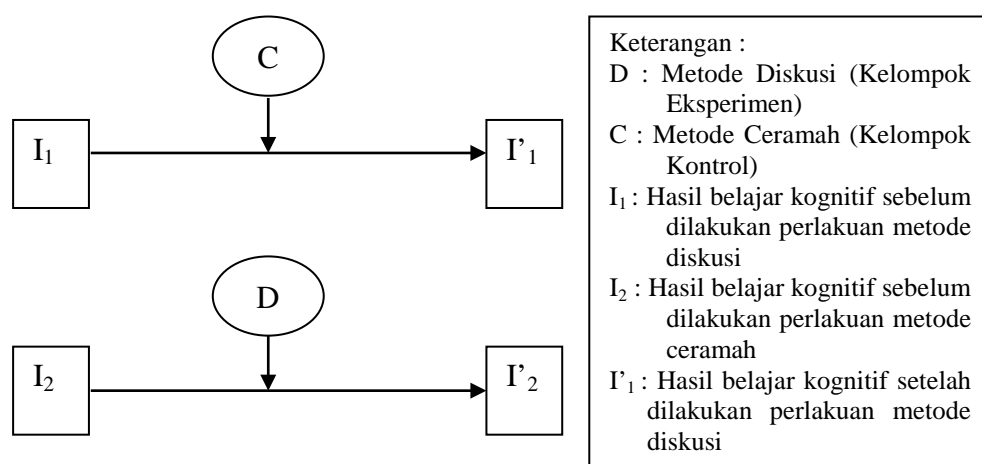 C
I₁
I’₁
D
I₂
I’₂
Keterangan :
D : Metode Diskusi (Kelompok
Eksperimen)
C : Metode Ceramah (Kelompok
Kontrol)
I₁ : Hasil belajar kognitif sebelum
dilakukan perlakuan metode
diskusi
I₂ : Hasil belajar kognitif sebelum
dilakukan perlakuan metode
ceramah
I’₁ : Hasil belajar kognitif setelah
dilakukan perlakuan metode
diskusi